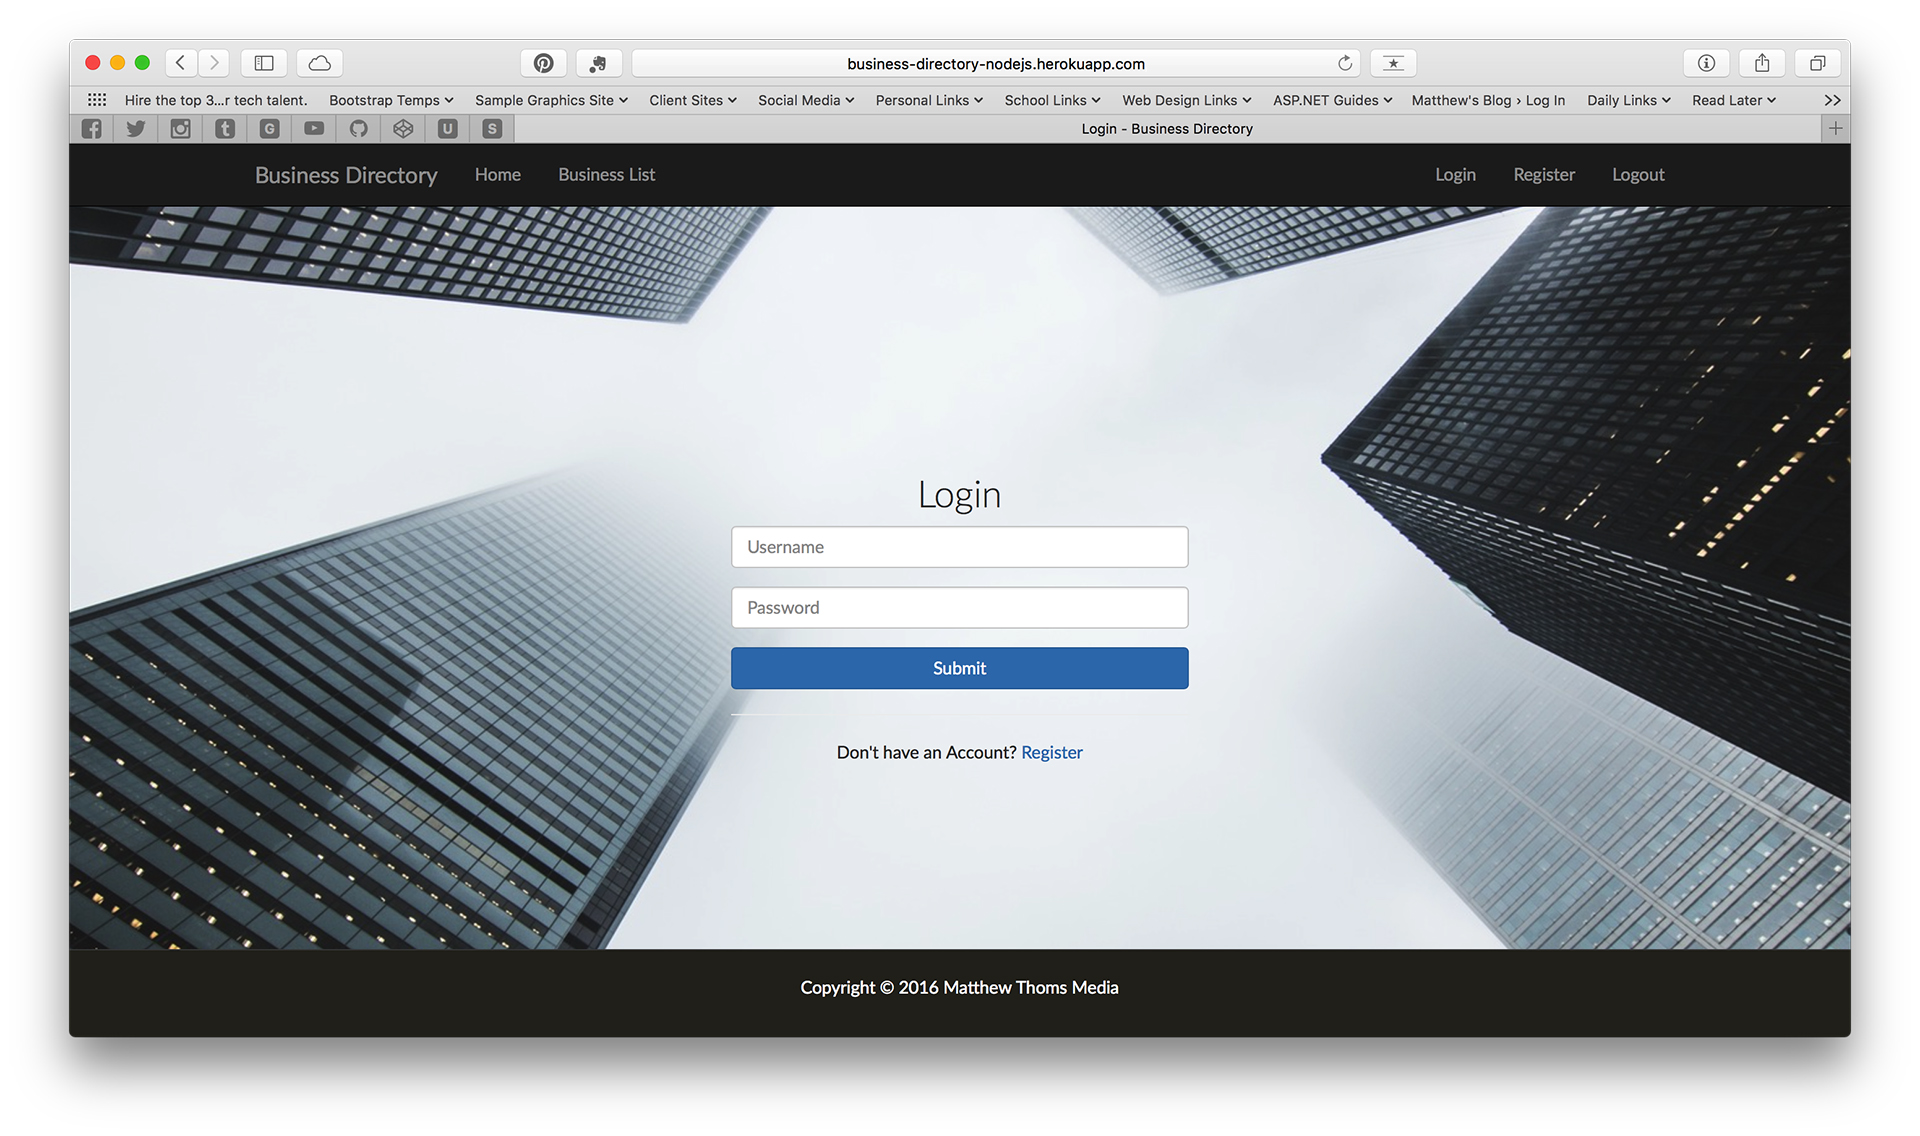 business-directory-nodejs.herokuapp.com
Hire the top 3...r tech talent. Bootstrap Temps Sample Graphics Site Client Sites Social Media Personal Links School Links Web Design Links ASP.NET Guides Matthew's Blog › Log In Daily Links Read Later
t G U S Login - Business Directory
Business Directory Home Business List Login Register Logout
Login
Username
Password
Submit
Don't have an Account? Register
Copyright © 2016 Matthew Thoms Media